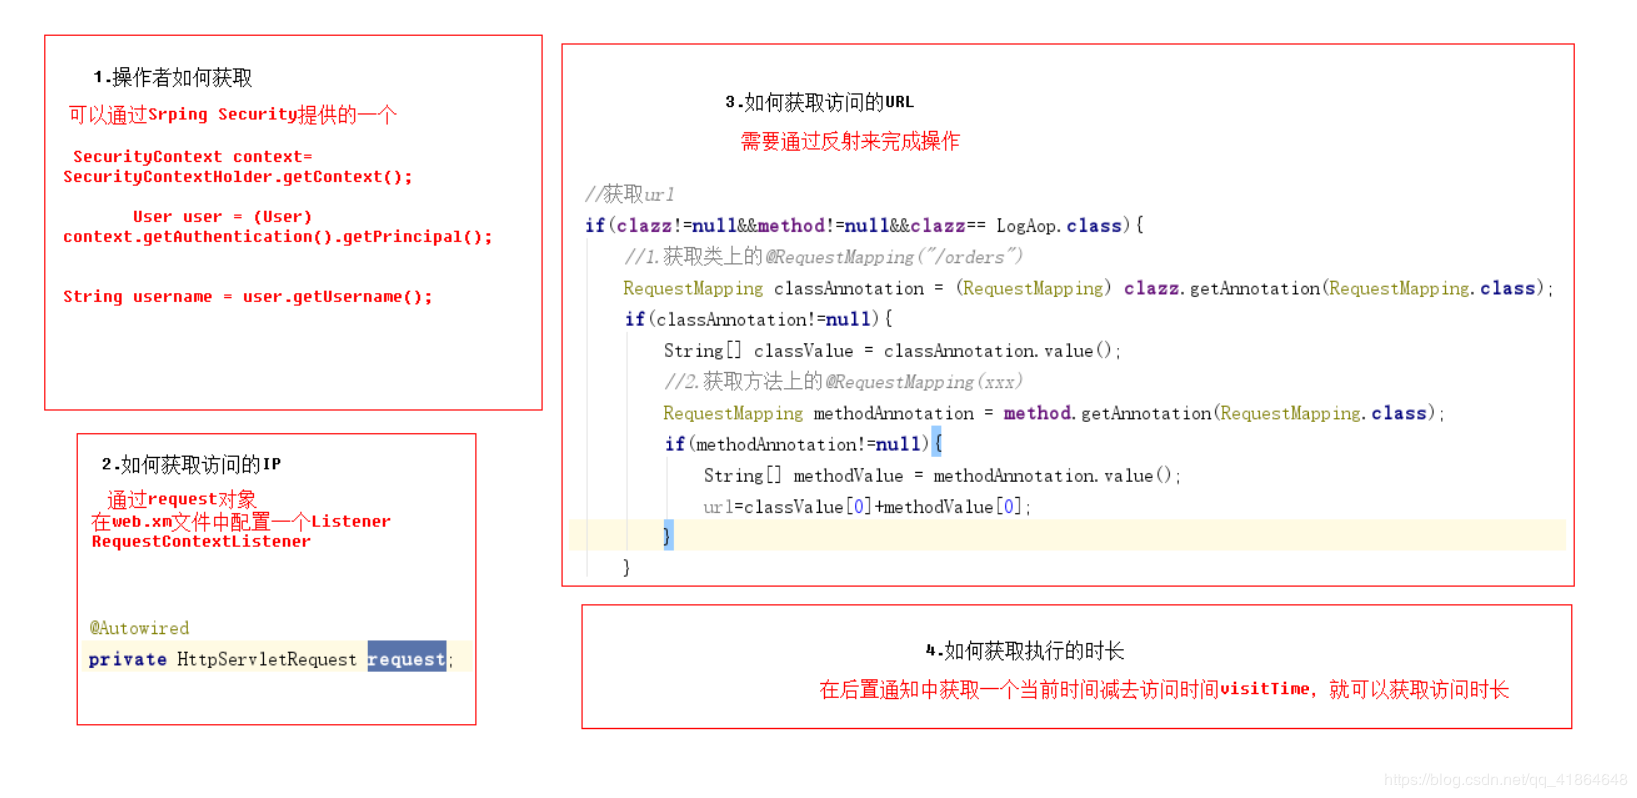 1.操作者如何获取
可以通过Srping Security提供的一个
SecurityContext context=
SecurityContextHolder.getContext();
User user = (User)
context.getAuthentication().getPrincipal();
String username = user.getUsername();
2.如何获取访问的IP
通过request对象
在web.xm文件中配置一个Listener
RequestContextListener
@Autowired
private HttpServletRequest request;
3.如何获取访问的URL
需要通过反射来完成操作
//获取url
if(clazz!=null&&method!=null&&clazz== LogAop.class){
//1.获取类上的@RequestMapping("/orders")
RequestMapping classAnnotation = (RequestMapping) clazz.getAnnotation(RequestMapping.class);
if(classAnnotation!=null){
String[] classValue = classAnnotation.value();
//2.获取方法上的@RequestMapping(xxx)
RequestMapping methodAnnotation = method.getAnnotation(RequestMapping.class);
if(methodAnnotation!=null){
String[] methodValue = methodAnnotation.value();
url=classValue[0]+methodValue[0];
}
}
4.如何获取执行的时长
在后置通知中获取一个当前时间减去访问时间visitTime, 就可以获取访问时长
https://blog.csdn.net/qq_41864648